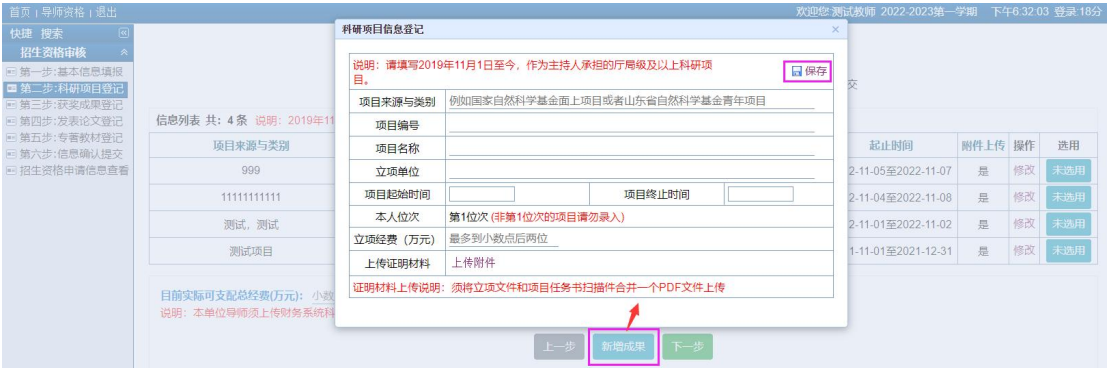 首页 | 导师资格 | 退出
欢迎您:测试教师 2022-2023第一学期 下午6:32:03 登录:18分
快捷 搜索
招生资格审核
第一步:基本信息填报
第二步:科研项目登记
第三步:获奖成果登记
第四步:发表论文登记
第五步:专著教材登记
第六步:信息确认提交
招生资格申请信息查看
科研项目信息登记
说明：请填写2019年11月1日至今，作为主持人承担的厅局级及以上科研项
目。
保存
项目来源与类别 例如国家自然科学基金面上项目或者山东省自然科学基金青年项目
项目编号
项目名称
立项单位
项目起始时间 项目终止时间
本人位次 第1位次 (非第1位次的项目请勿录入)
立项经费（万元） 最多到小数点后两位
上传证明材料 上传附件
证明材料上传说明：须将立项文件和项目任务书扫描件合并一个PDF文件上传
交
信息列表 共：4 条 说明：2019年11
项目来源与类别 起止时间 附件上传 操作 选用
999 2-11-05至2022-11-07 是 修改 未选用
11111111111 2-11-04至2022-11-08 是 修改 未选用
测试，测试 2-11-01至2022-11-02 是 修改 未选用
测试项目 1-11-01至2021-12-31 是 修改 未选用
目前实际可支配总经费(万元)： 小数
说明：本单位导师须上传财务系统科
上一步 新增成果 下一步